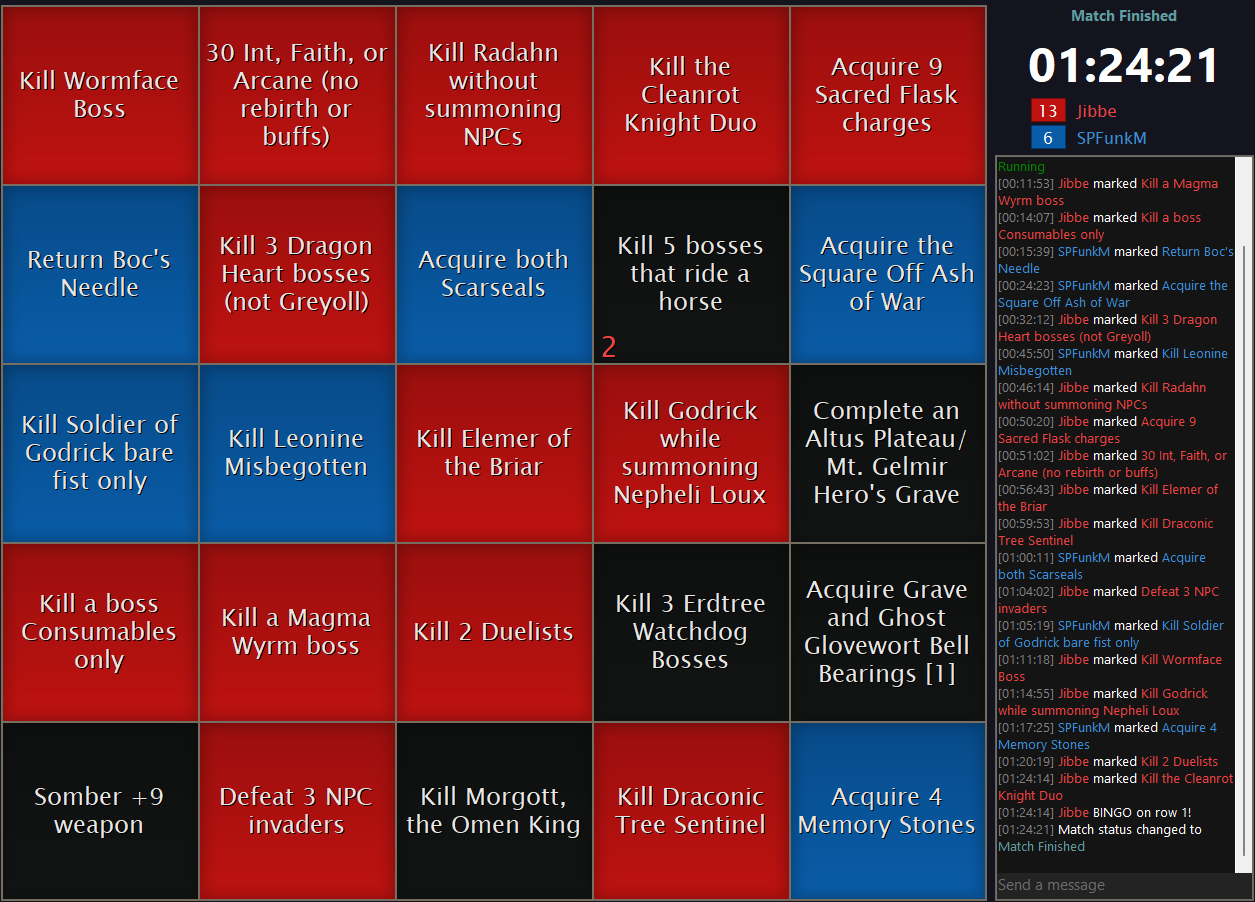 Kill Wormface
Boss
30 Int, Faith, or
Arcane (no
rebirth or
buffs)
Kill Radahn
without
summoning
NPCs
Kill the
Cleanrot
Knight Duo
Acquire 9
Sacred Flask
charges
Return Boc's
Needle
Kill 3 Dragon
Heart bosses
(not Greyoll)
Acquire both
Scarseals
Kill 5 bosses
that ride a
horse
2
Acquire the
Square Off Ash
of War
Kill Soldier of
Godrick bare
fist only
Kill Leonine
Misbegotten
Kill Elemer of
the Briar
Kill Godrick
while
summoning
Nepheli Loux
Complete an
Altus Plateau/
Mt. Gelmir
Hero's Grave
Kill a boss
Consumables
only
Kill a Magma
Wyrm boss
Kill 2 Duelists
Kill 3 Erdtree
Watchdog
Bosses
Acquire Grave
and Ghost
Glovewort Bell
Bearings [1]
Somber +9
weapon
Defeat 3 NPC
invaders
Kill Morgott,
the Omen King
Kill Draconic
Tree Sentinel
Acquire 4
Memory Stones
Match Finished
01:24:21
13 Jibbe
6 SPFunkM
Running
[00:11:53] Jibbe marked Kill a Magma
Wyrm boss
[00:14:07] Jibbe marked Kill a boss
Consumables only
[00:15:39] SPFunkM marked Return Boc's
Needle
[00:24:23] SPFunkM marked Acquire the
Square Off Ash of War
[00:32:12] Jibbe marked Kill 3 Dragon
Heart bosses (not Greyoll)
[00:45:50] SPFunkM marked Kill Leonine
Misbegotten
[00:46:14] Jibbe marked Kill Radahn
without summoning NPCs
[00:50:20] Jibbe marked Acquire 9
Sacred Flask charges
[00:51:02] Jibbe marked 30 Int, Faith, or
Arcane (no rebirth or buffs)
[00:56:43] Jibbe marked Kill Elemer of
the Briar
[00:59:53] Jibbe marked Kill Draconic
Tree Sentinel
[01:00:11] SPFunkM marked Acquire
both Scarseals
[01:04:02] Jibbe marked Defeat 3 NPC
invaders
[01:05:19] SPFunkM marked Kill Soldier
of Godrick bare fist only
[01:11:18] Jibbe marked Kill Wormface
Boss
[01:14:55] Jibbe marked Kill Godrick
while summoning Nepheli Loux
[01:17:25] SPFunkM marked Acquire 4
Memory Stones
[01:20:19] Jibbe marked Kill 2 Duelists
[01:24:14] Jibbe marked Kill the Cleanrot
Knight Duo
[01:24:14] Jibbe BINGO on row 1!
[01:24:21] Match status changed to
Match Finished
Send a message